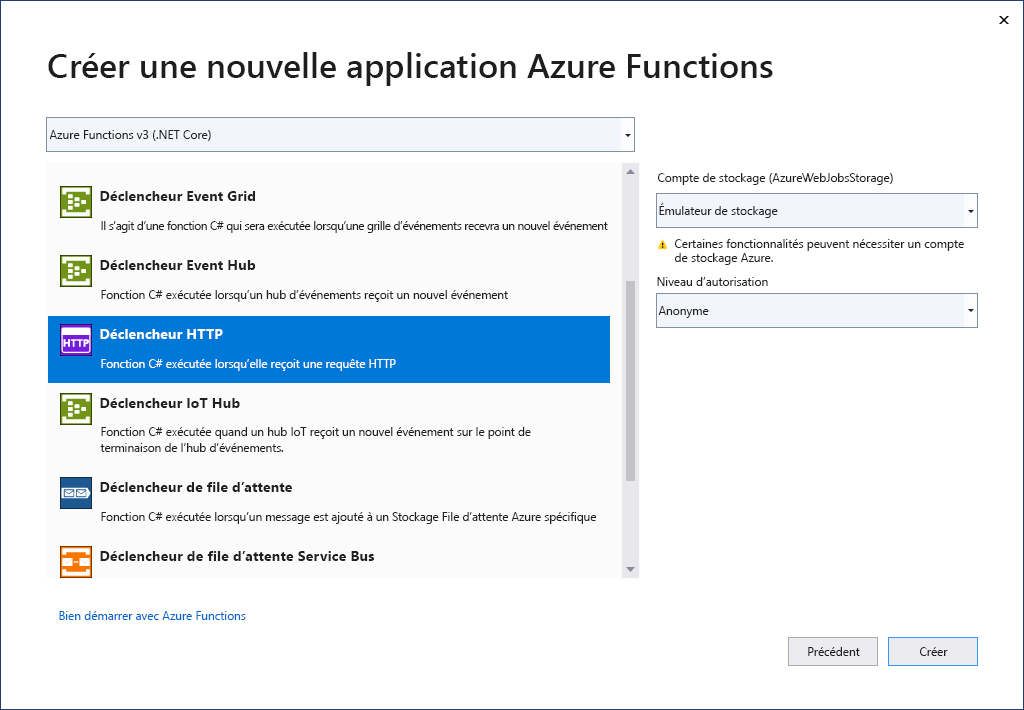 Créer une nouvelle application Azure Functions
Azure Functions v3 (.NET Core)
Déclencheur Event Grid
Il s’agit d’une fonction C# qui sera exécutée lorsqu’une grille d’événements recevra un nouvel événement
Déclencheur Event Hub
Fonction C# exécutée lorsqu’un hub d’événements reçoit un nouvel événement
HTTP
Déclencheur HTTP
Fonction C# exécutée lorsqu’elle reçoit une requête HTTP
Déclencheur IoT Hub
Fonction C# exécutée quand un hub IoT reçoit un nouvel événement sur le point de
terminaison de l’hub d’événements.
Déclencheur de file d’attente
Fonction C# exécutée lorsqu’un message est ajouté à un Stockage File d’attente Azure spécifique
Déclencheur de file d’attente Service Bus
Compte de stockage (AzureWebJobsStorage)
Émulateur de stockage
Certaines fonctionnalités peuvent nécessiter un compte
de stockage Azure.
Niveau d’autorisation
Anonyme
Bien démarrer avec Azure Functions
Précédent
Créer